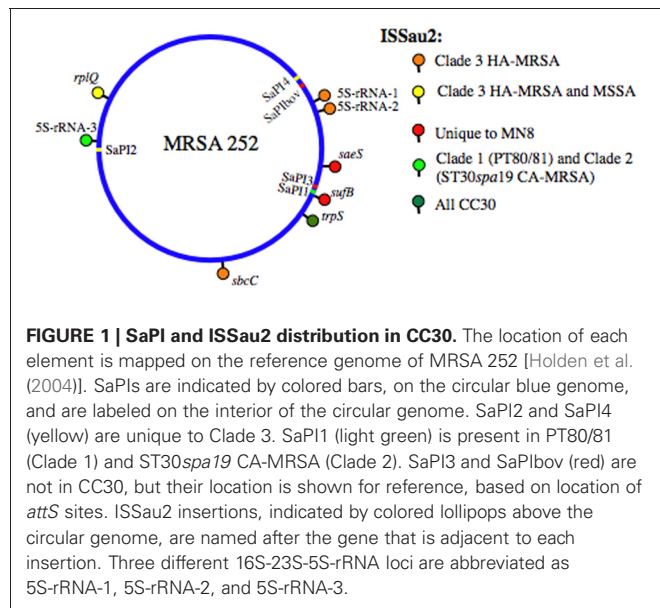 ISSau2:
Clade 3 HA-MRSA
Clade 3 HA-MRSA and MSSA
Unique to MN8
Clade 1 (PT80/81) and Clade 2
(ST30spa19 CA-MRSA)
All CC30
rplQ
5S-rRNA-3
SaPI2
MRSA 252
SaPI4
SaPIbov
5S-rRNA-1
5S-rRNA-2
saeS
SaPI3
SaPI1
sufB
trpS
sbcC
FIGURE 1 | SaPI and ISSau2 distribution in CC30. The location of each
element is mapped on the reference genome of MRSA 252 [Holden et al.
(2004)]. SaPIs are indicated by colored bars, on the circular blue genome,
and are labeled on the interior of the circular genome. SaPI2 and SaPI4
(yellow) are unique to Clade 3. SaPI1 (light green) is present in PT80/81
(Clade 1) and ST30spa19 CA-MRSA (Clade 2). SaPI3 and SaPIbov (red) are
not in CC30, but their location is shown for reference, based on location of
attS sites. ISSau2 insertions, indicated by colored lollipops above the
circular genome, are named after the gene that is adjacent to each
insertion. Three different 16S-23S-5S-rRNA loci are abbreviated as
5S-rRNA-1, 5S-rRNA-2, and 5S-rRNA-3.